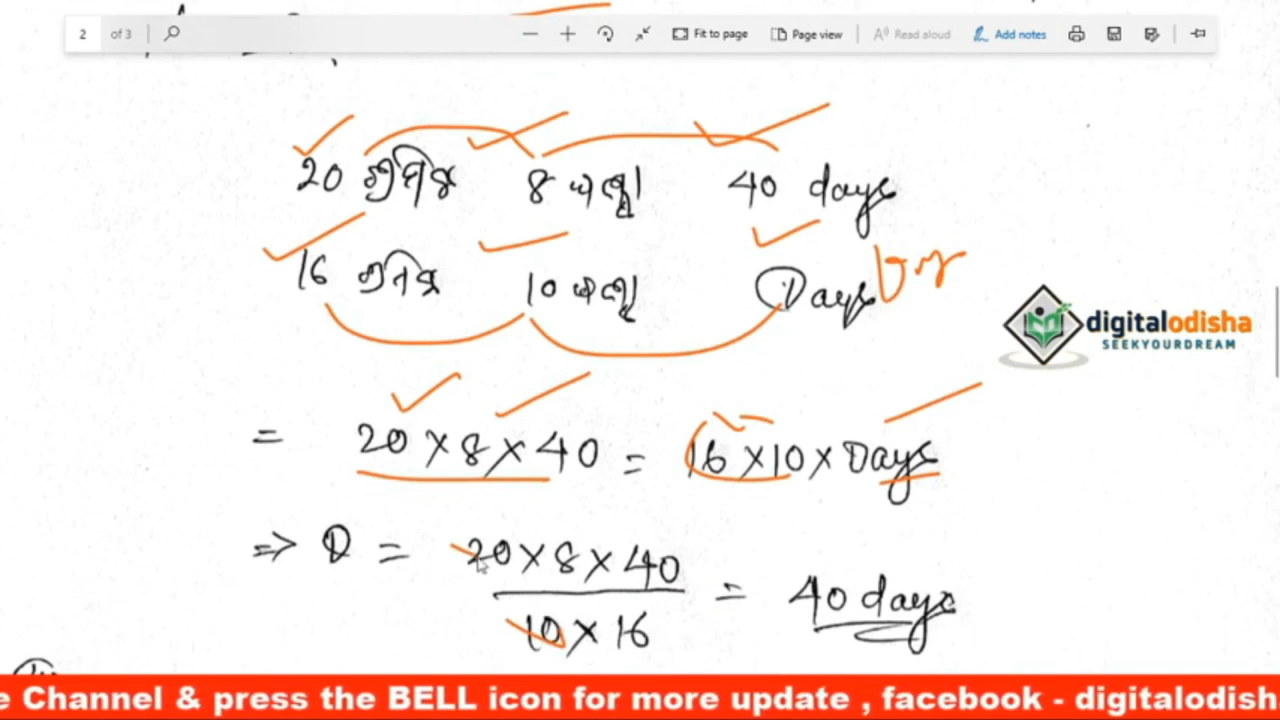 2 of 3 Fit to page Page view Read aloud Add notes
20 ଶ୍ରମିକ 8 ଘଣ୍ଟା 40 days
16 ଶ୍ରମିକ 10 ଘଣ୍ଟା Days
digitalodisha
SEEKYOURDREAM
= 20 × 8 × 40 = 16 × 10 × Days
⇒ D = 20 × 8 × 40 / 10 × 16 = 40 days
e Channel & press the BELL icon for more update , facebook - digitalodish